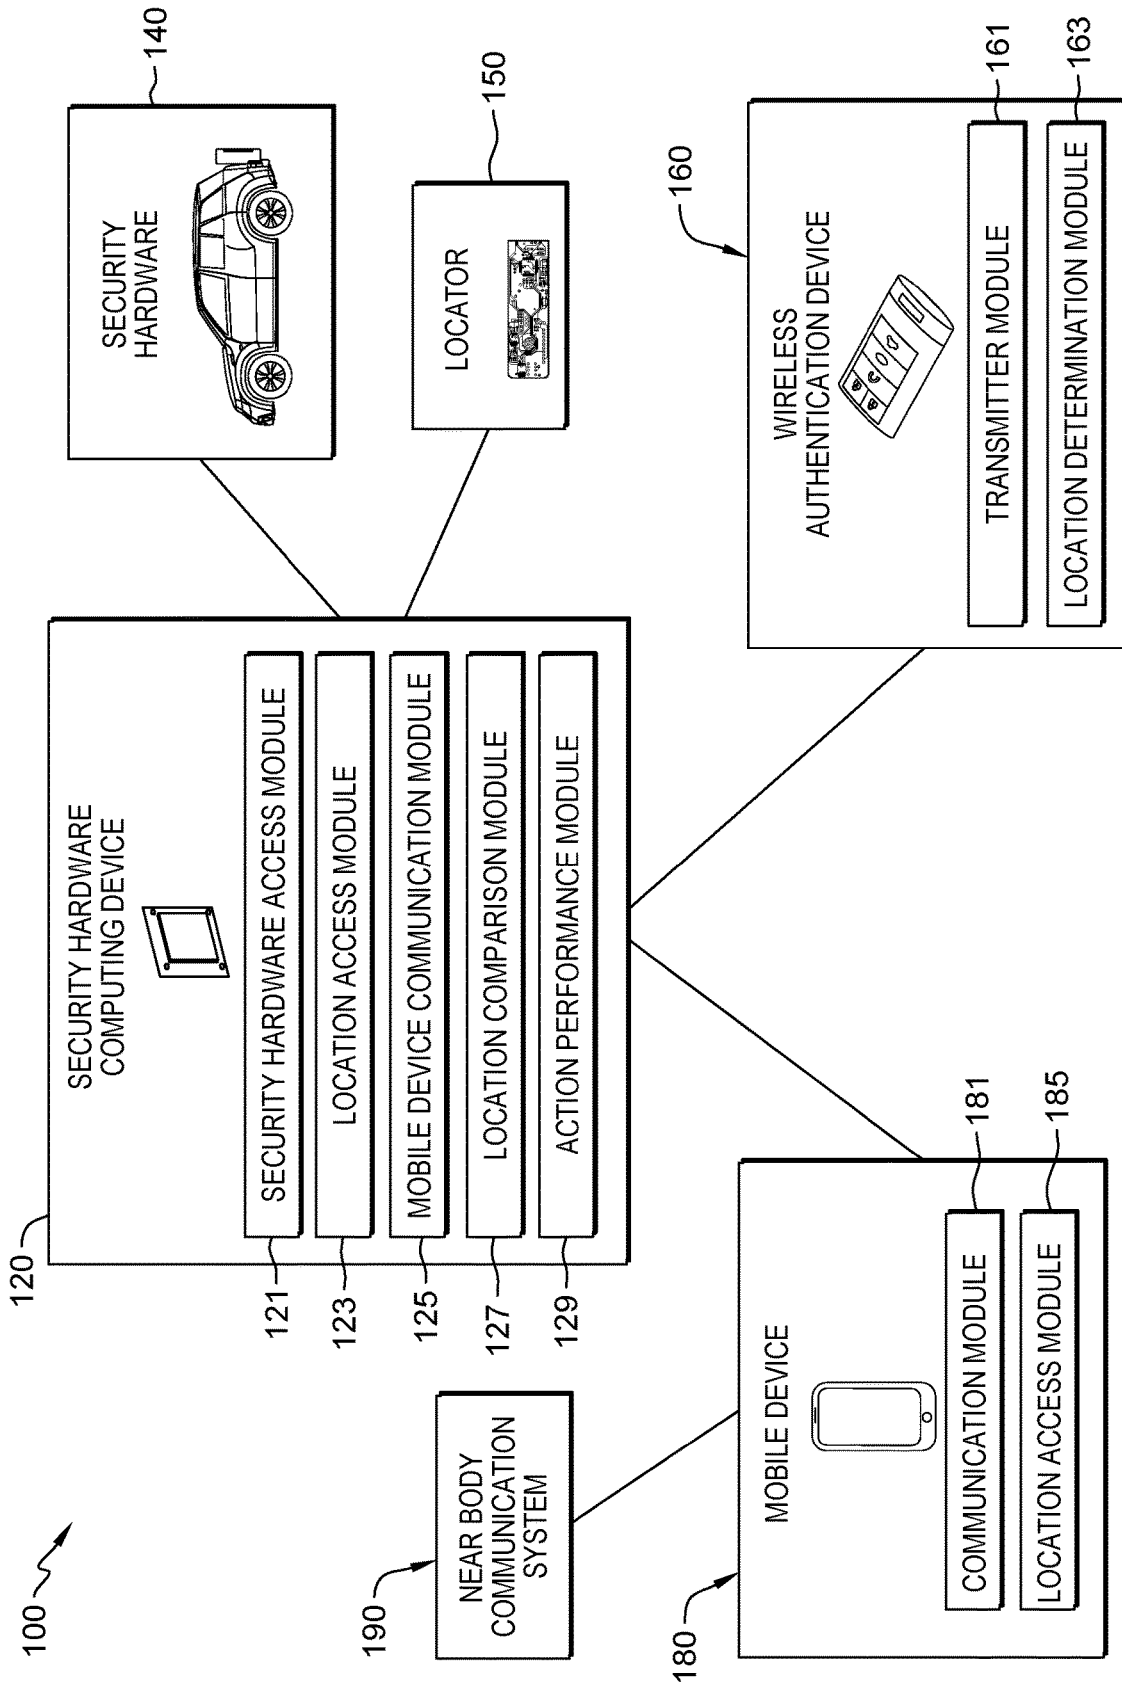 100
120
SECURITY HARDWARE
COMPUTING DEVICE
121
SECURITY HARDWARE ACCESS MODULE
123
LOCATION ACCESS MODULE
125
MOBILE DEVICE COMMUNICATION MODULE
127
LOCATION COMPARISON MODULE
129
ACTION PERFORMANCE MODULE
SECURITY
HARDWARE
140
LOCATOR
150
190
NEAR BODY
COMMUNICATION
SYSTEM
180
MOBILE DEVICE
COMMUNICATION MODULE
181
LOCATION ACCESS MODULE
185
160
WIRELESS
AUTHENTICATION DEVICE
TRANSMITTER MODULE
161
LOCATION DETERMINATION MODULE
163